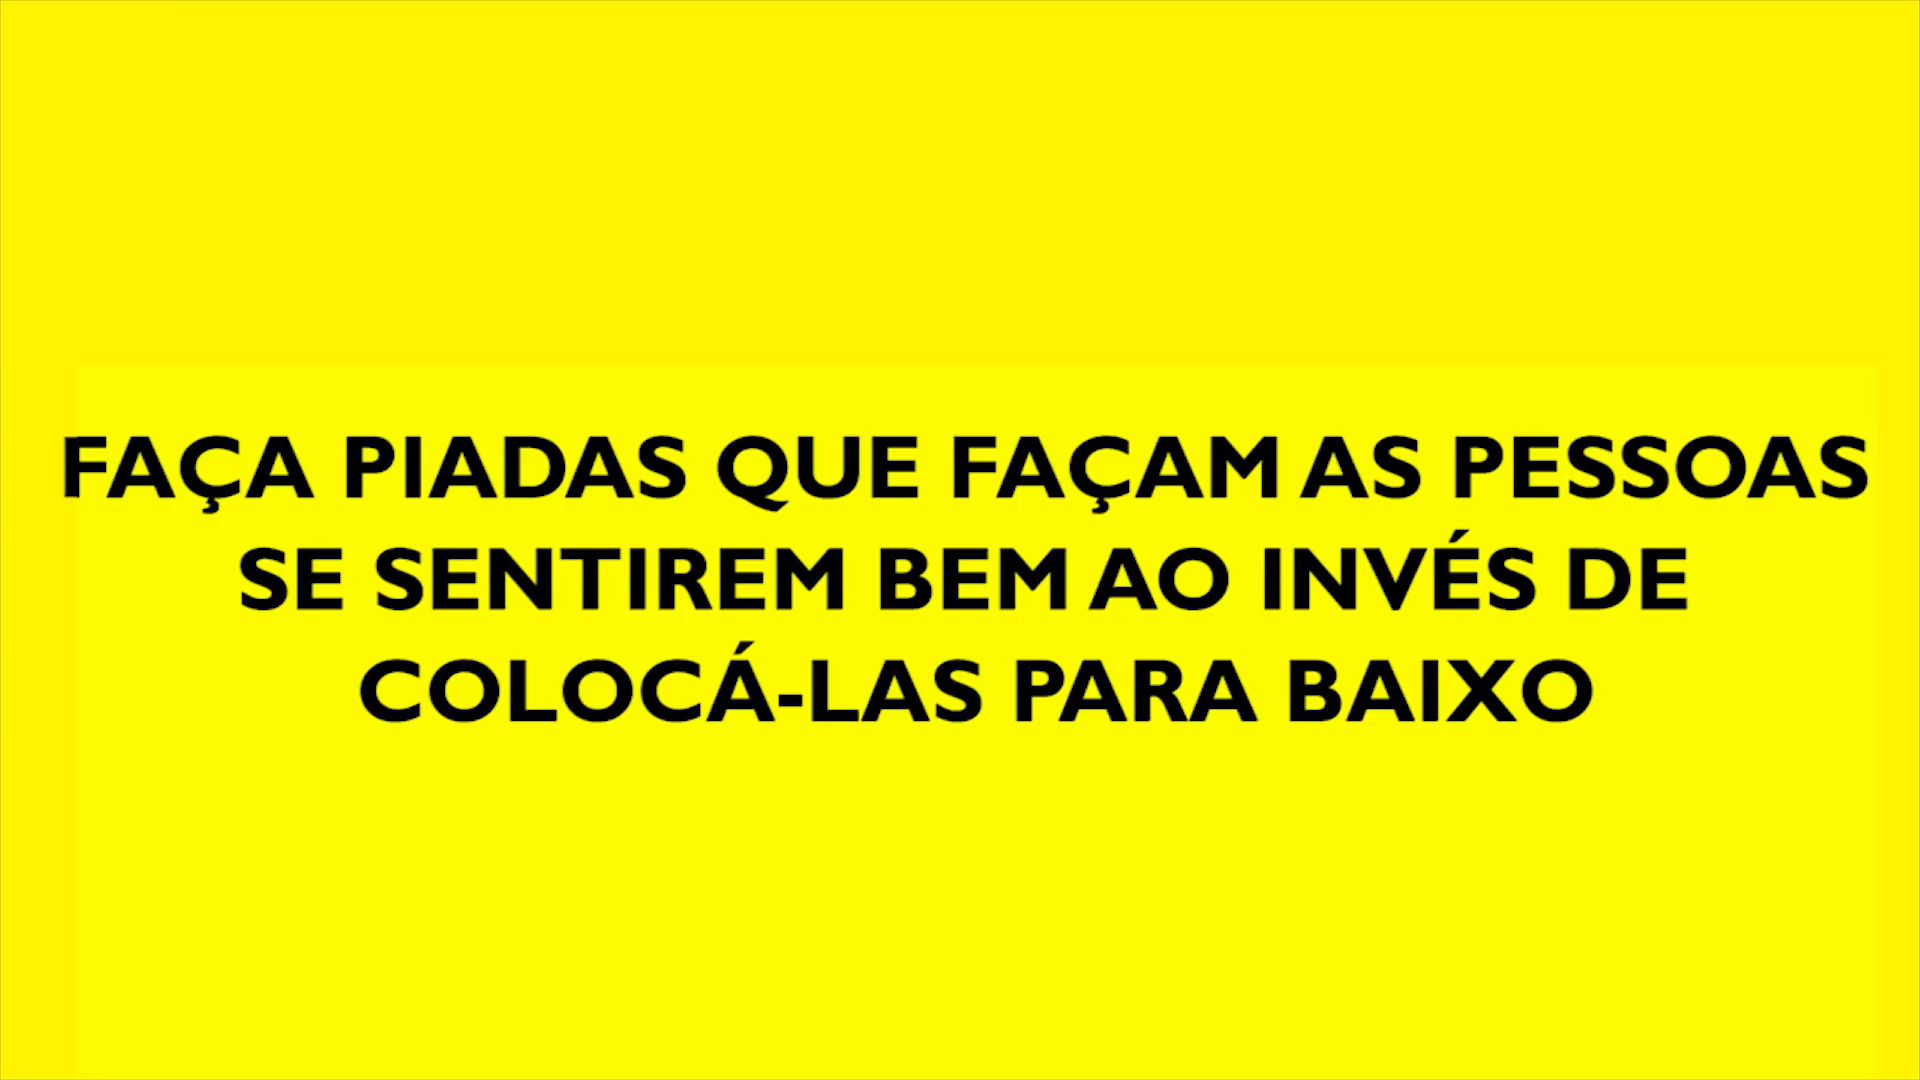 FAÇA PIADAS QUE FAÇAM AS PESSOAS
SE SENTIREM BEM AO INVÉS DE
COLOCÁ-LAS PARA BAIXO